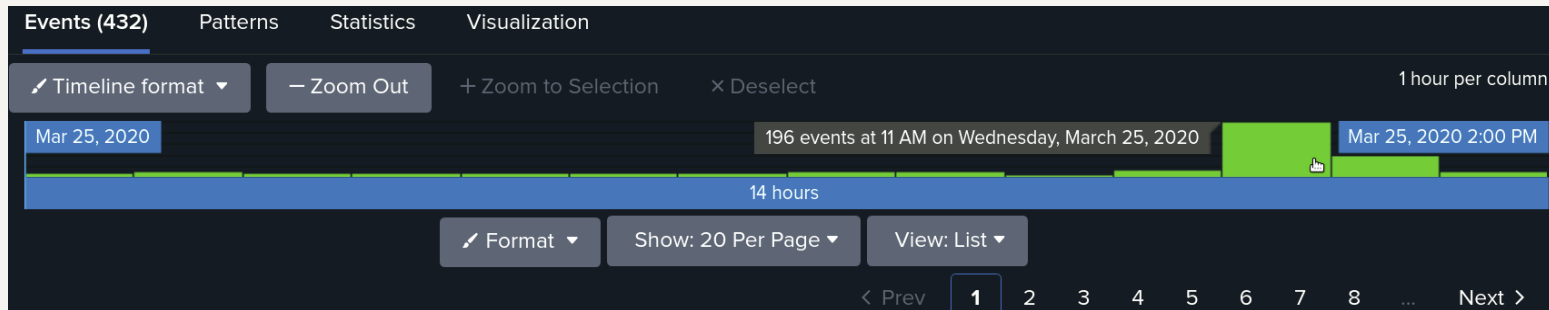 Events (432) Patterns Statistics Visualization
Timeline format — Zoom Out + Zoom to Selection × Deselect 1 hour per column
Mar 25, 2020 196 events at 11 AM on Wednesday, March 25, 2020 Mar 25, 2020 2:00 PM
14 hours
Format Show: 20 Per Page View: List
< Prev 1 2 3 4 5 6 7 8 ... Next >